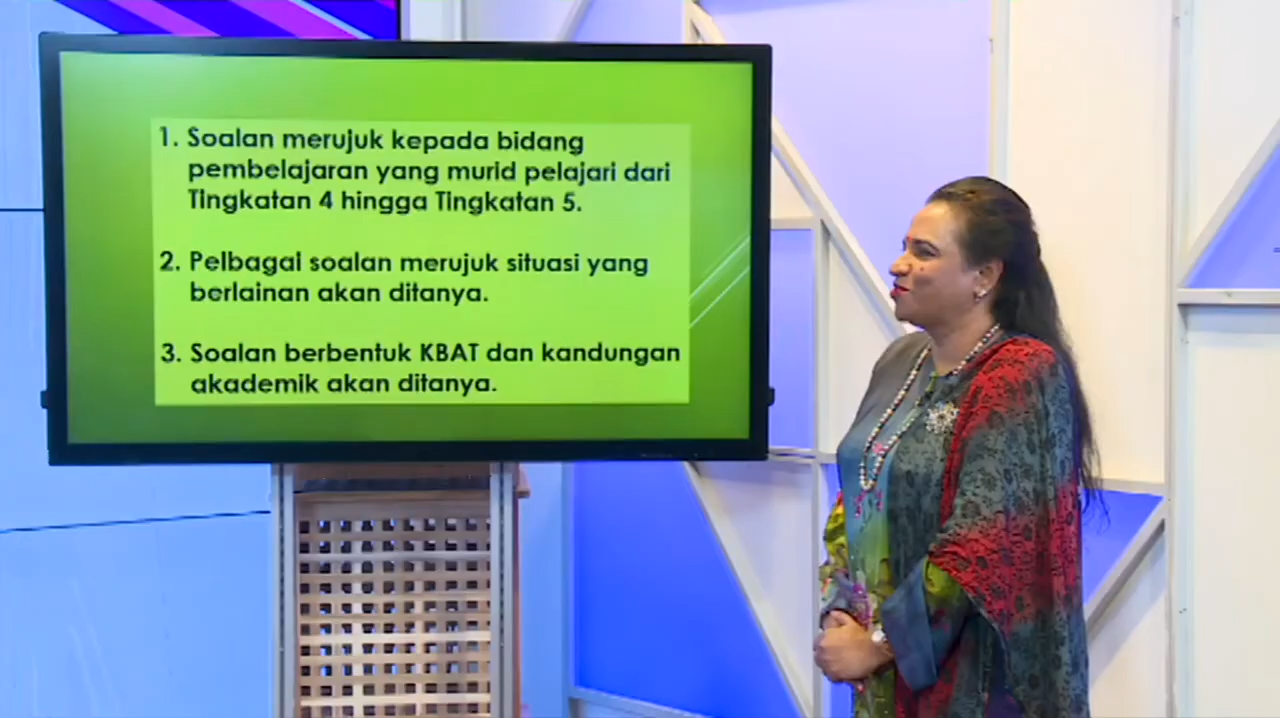 1. Soalan merujuk kepada bidang
pembelajaran yang murid pelajari dari
Tingkatan 4 hingga Tingkatan 5.
2. Pelbagai soalan merujuk situasi yang
berlainan akan ditanya.
3. Soalan berbentuk KBAT dan kandungan
akademik akan ditanya.